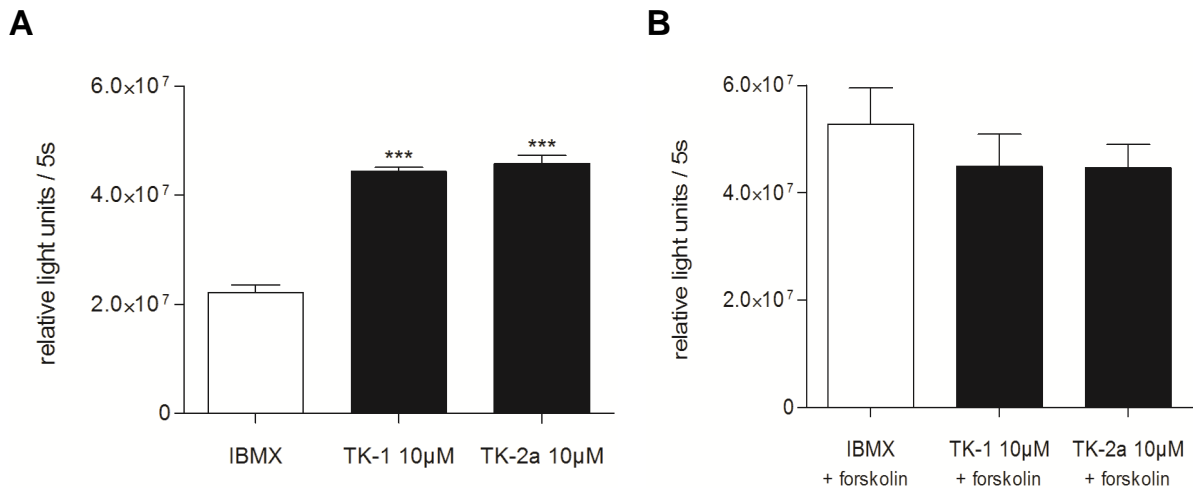 A
relative light units / 5s
6.0×10⁷
4.0×10⁷
2.0×10⁷
0
***
***
IBMX
TK-1 10µM
TK-2a 10µM
B
relative light units / 5s
6.0×10⁷
4.0×10⁷
2.0×10⁷
0
IBMX
+ forskolin
TK-1 10µM
+ forskolin
TK-2a 10µM
+ forskolin